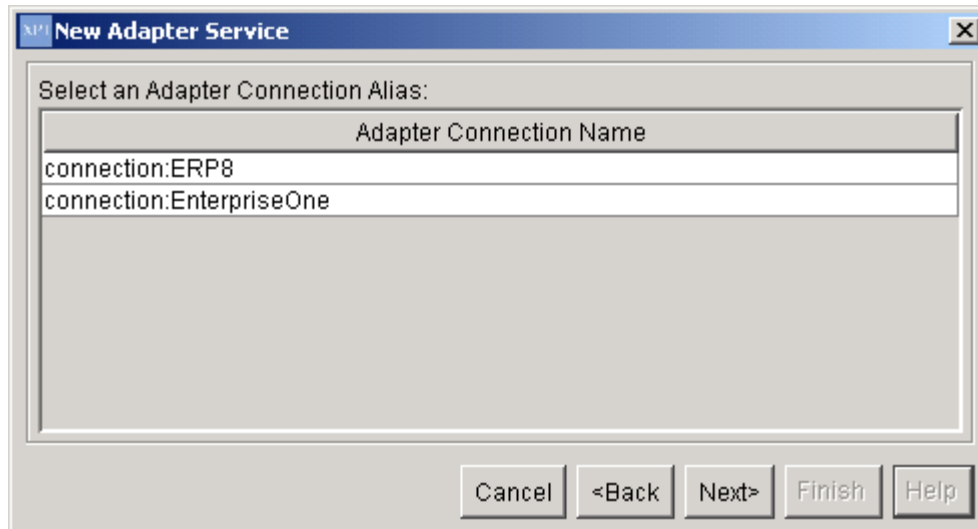 XPI New Adapter Service
Select an Adapter Connection Alias:
Adapter Connection Name
connection:ERP8
connection:EnterpriseOne
Cancel <Back Next> Finish Help